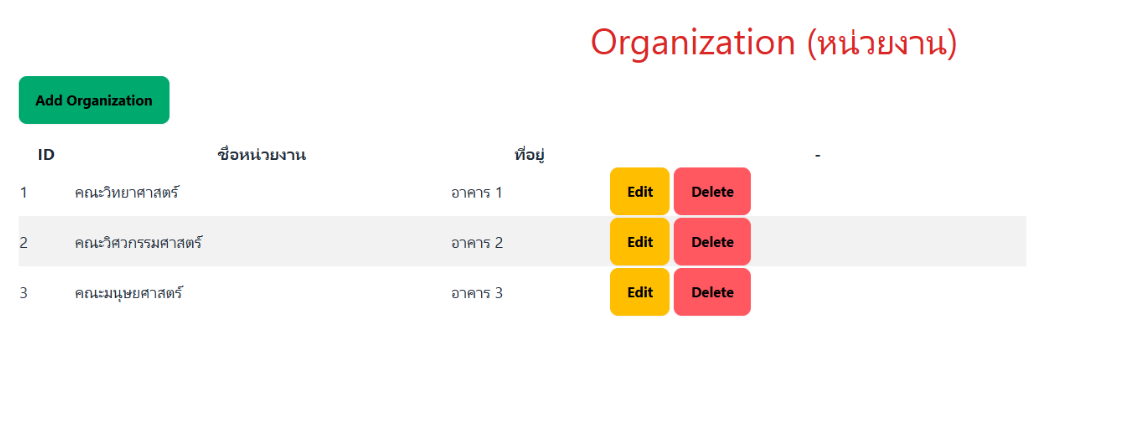 Organization (หน่วยงาน)
Add Organization
ID ชื่อหน่วยงาน ที่อยู่ -
1 คณะวิทยาศาสตร์ อาคาร 1 Edit Delete
2 คณะวิศวกรรมศาสตร์ อาคาร 2 Edit Delete
3 คณะมนุษยศาสตร์ อาคาร 3 Edit Delete